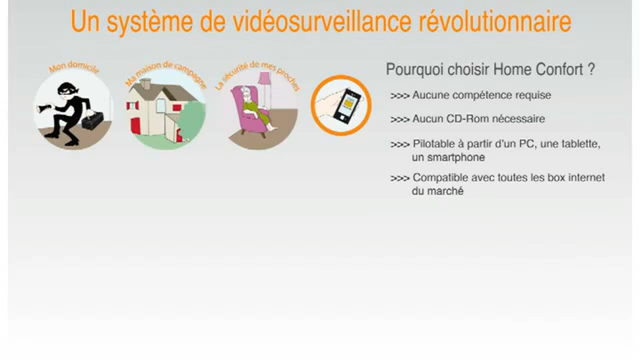 Un système de vidéosurveillance révolutionnaire
Mon domicile
Ma maison de campagne
La sécurité de mes proches
Pourquoi choisir Home Confort ?
>>> Aucune compétence requise
>>> Aucun CD-Rom nécessaire
>>> Pilotable à partir d'un PC, une tablette,
un smartphone
>>> Compatible avec toutes les box internet
du marché